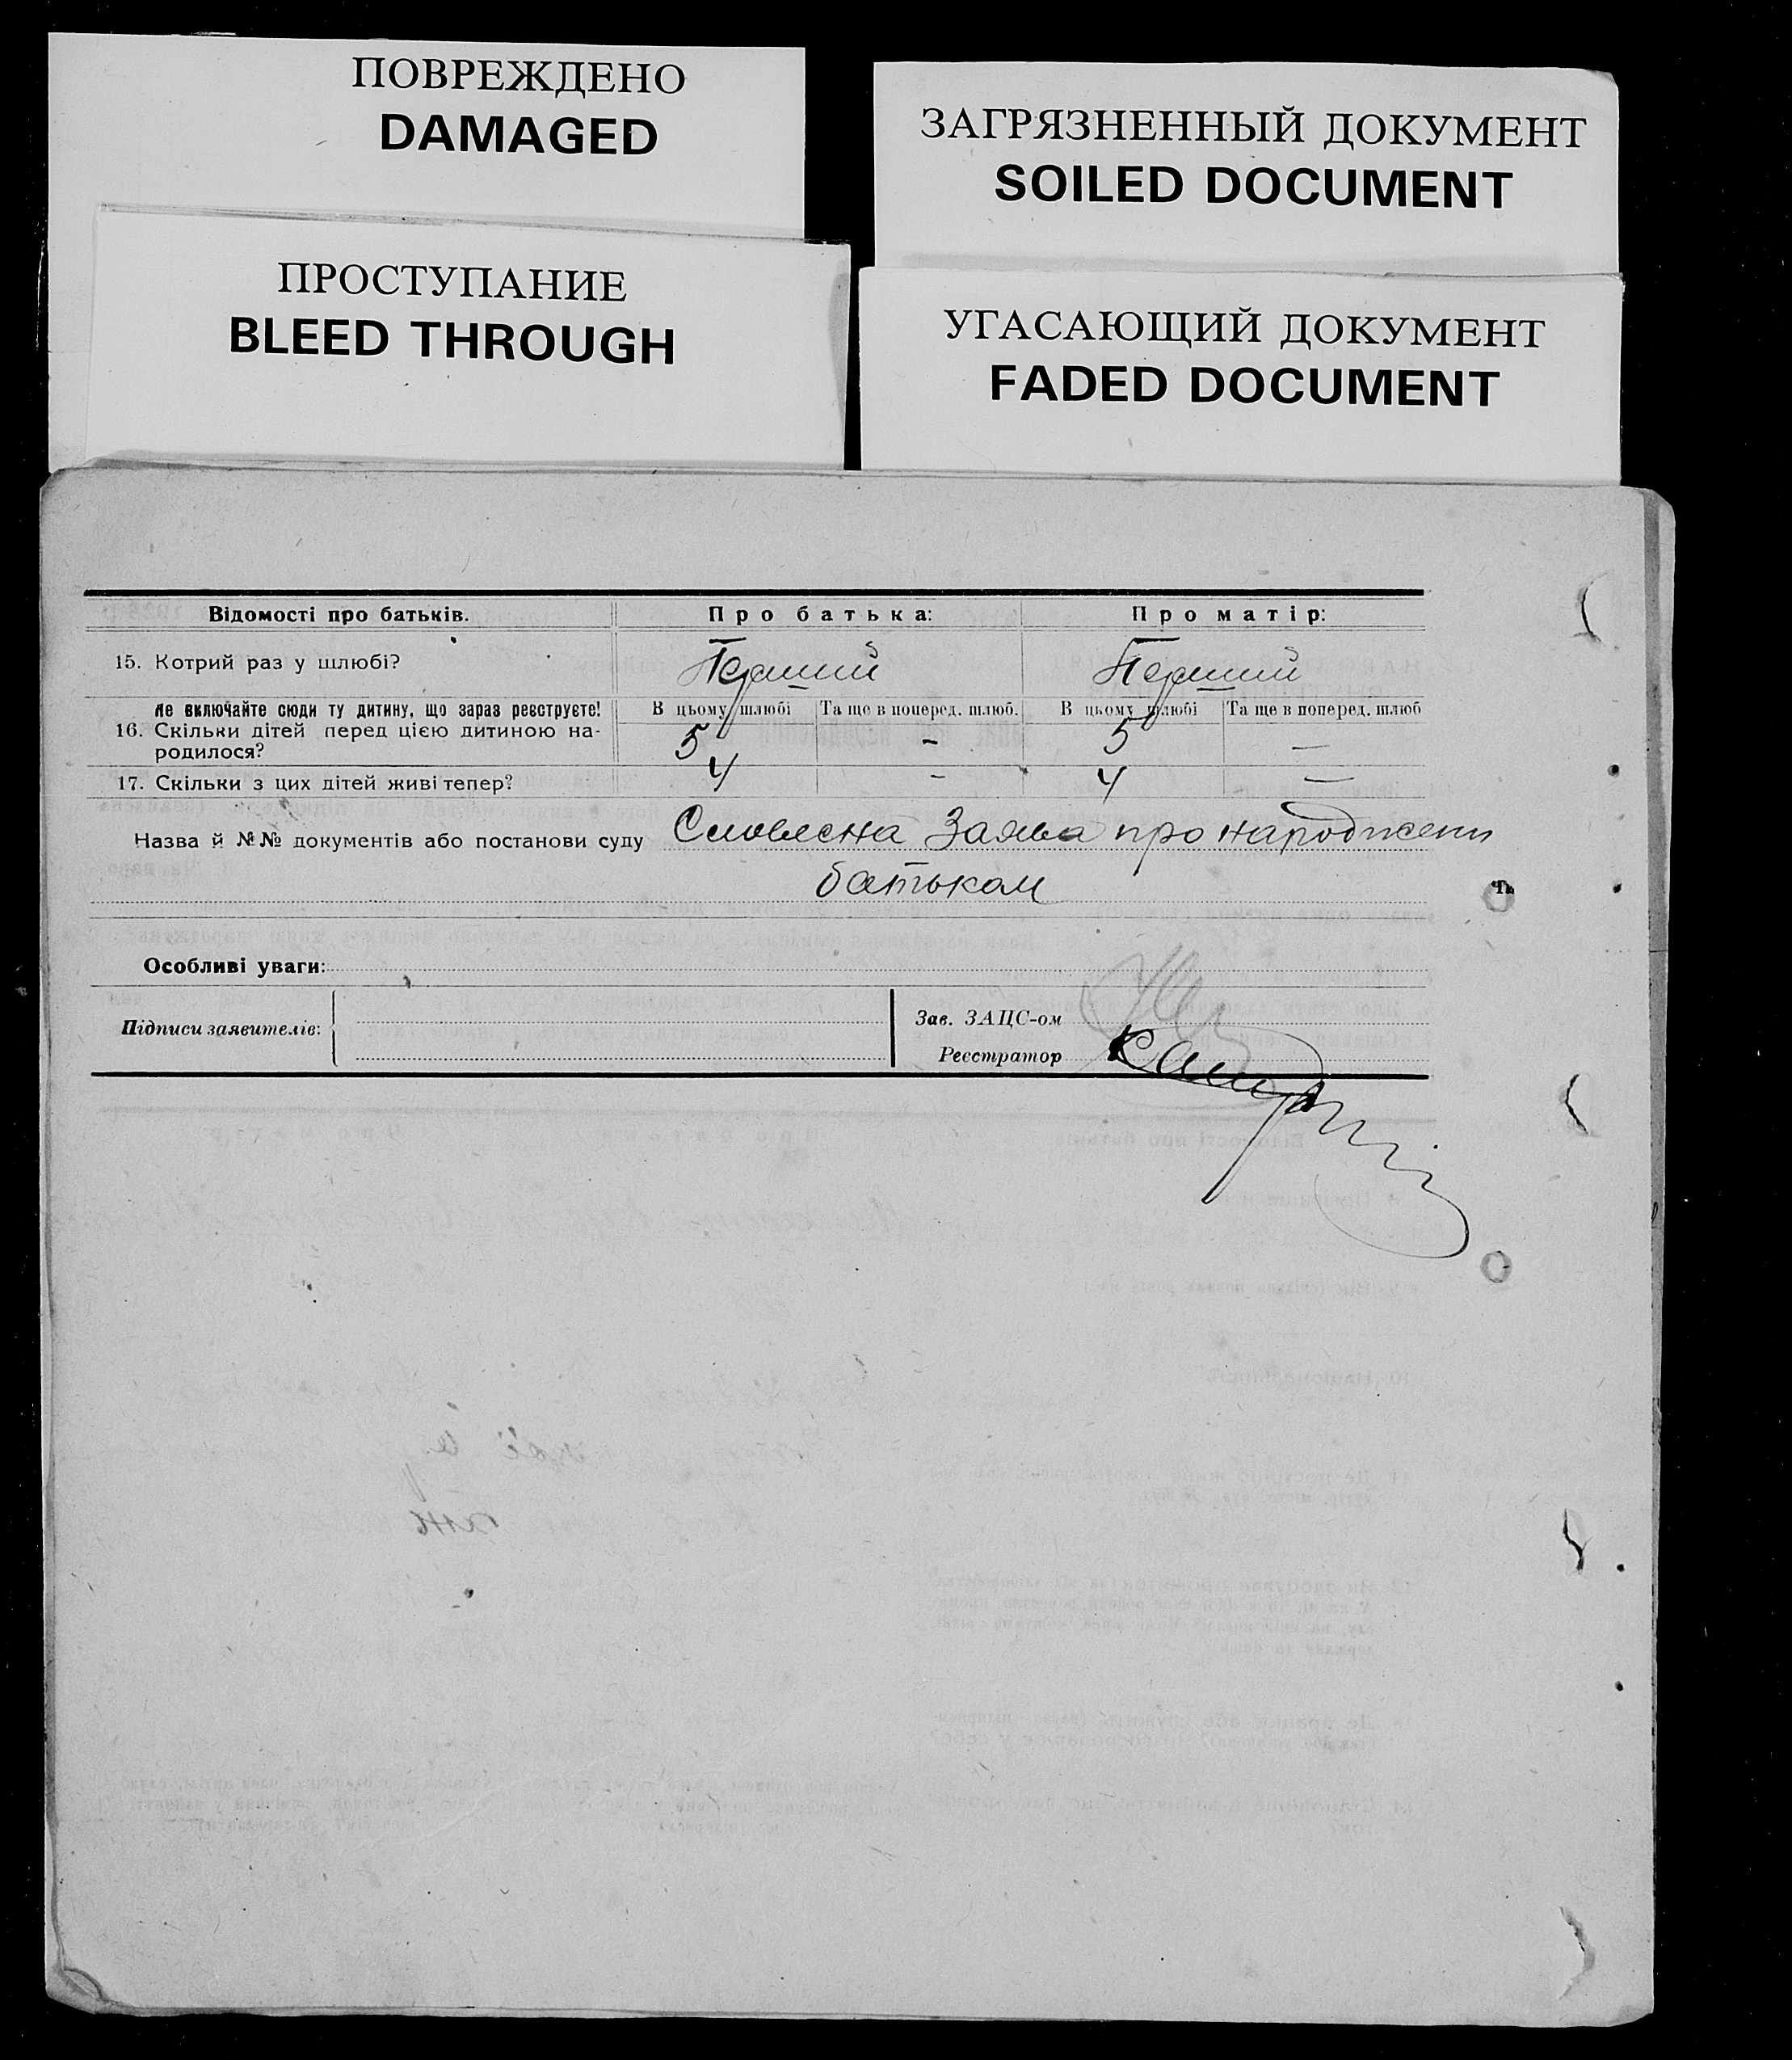 ПОВРЕЖДЕНО
DAMAGED
ЗАГРЯЗНЕННЫЙ ДОКУМЕНТ
SOILED DOCUMENT
ПРОСТУПАНИЕ
BLEED THROUGH
УГАСАЮЩИЙ ДОКУМЕНТ
FADED DOCUMENT
Відомості про батьків. Про батька: Про матір:
15. Котрий раз у шлюбі? Перший Перший
Не включайте сюди ту дитину, що зараз реєструєте! В цьому шлюбі Та ще в поперед. шлюб. В цьому шлюбі Та ще в поперед. шлюб
16. Скільки дітей перед цією дитиною на-
родилося? 5 - 5 —
17. Скільки з цих дітей живі тепер? 4 - 4 —
Назва й №№ документів або постанови суду Словесна Заява про народжени
батьком
Особливі уваги:
Підписи заявителів:
Зав. ЗАЦС-ом
Реєстратор